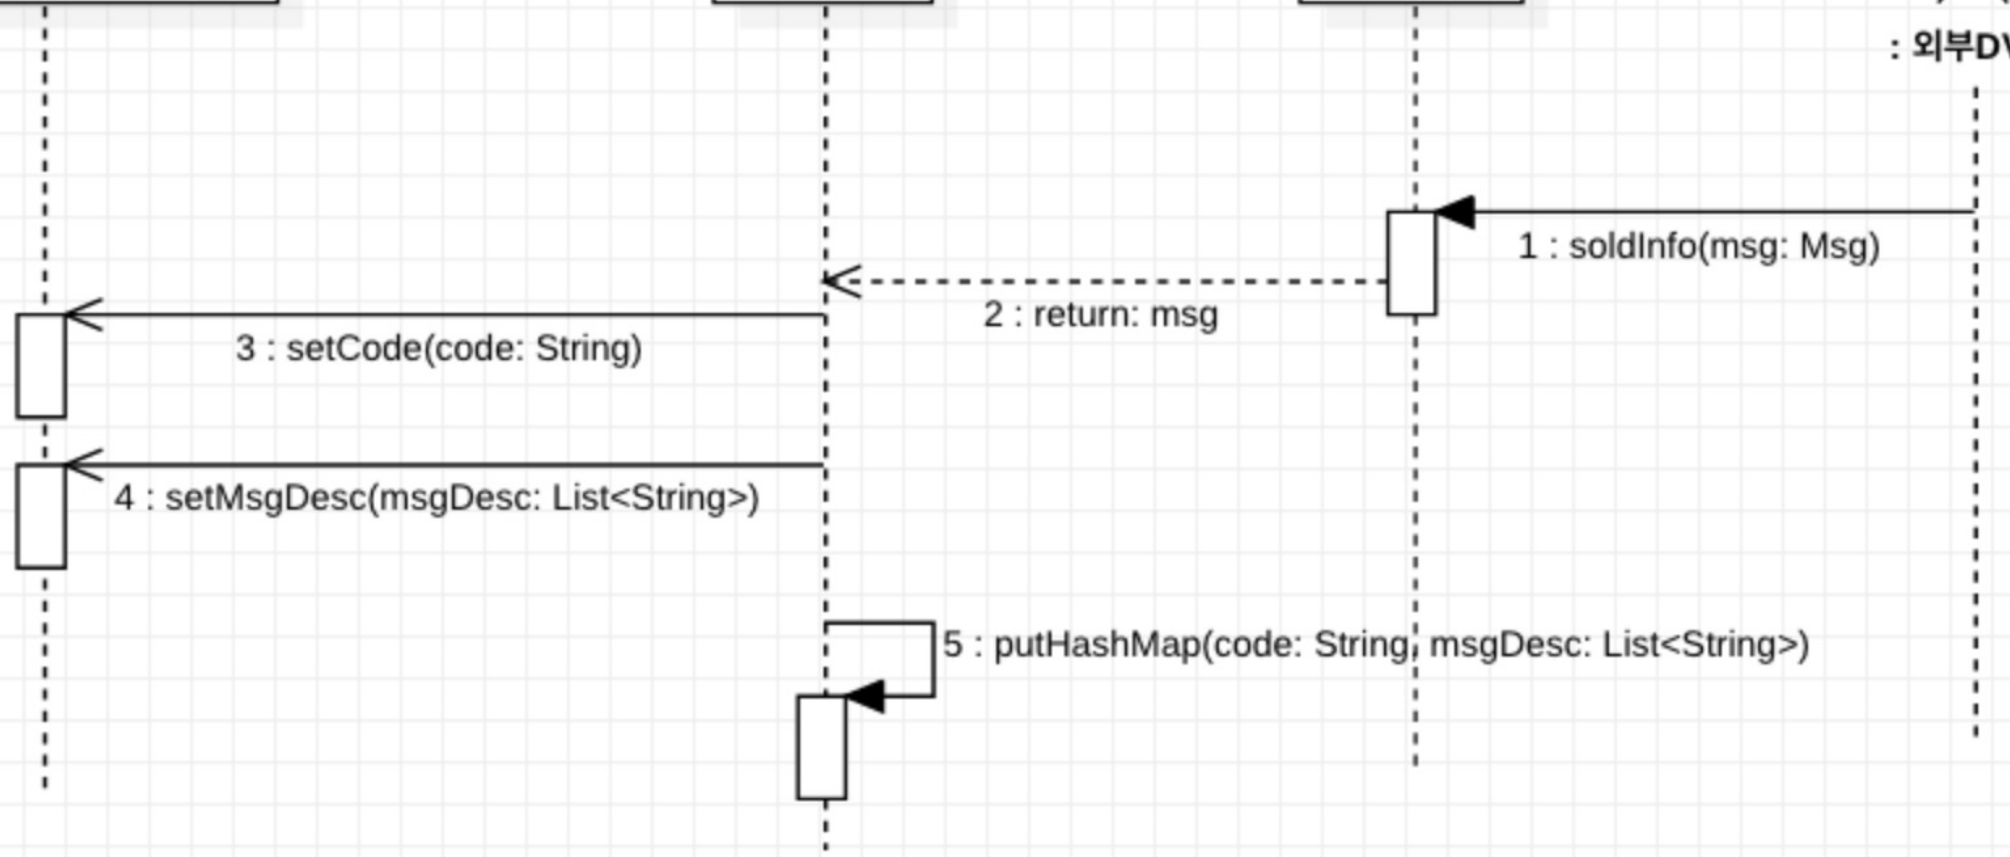 : 외부DV
1 : soldInfo(msg: Msg)
2 : return: msg
3 : setCode(code: String)
4 : setMsgDesc(msgDesc: List<String>)
5 : putHashMap(code: String, msgDesc: List<String>)